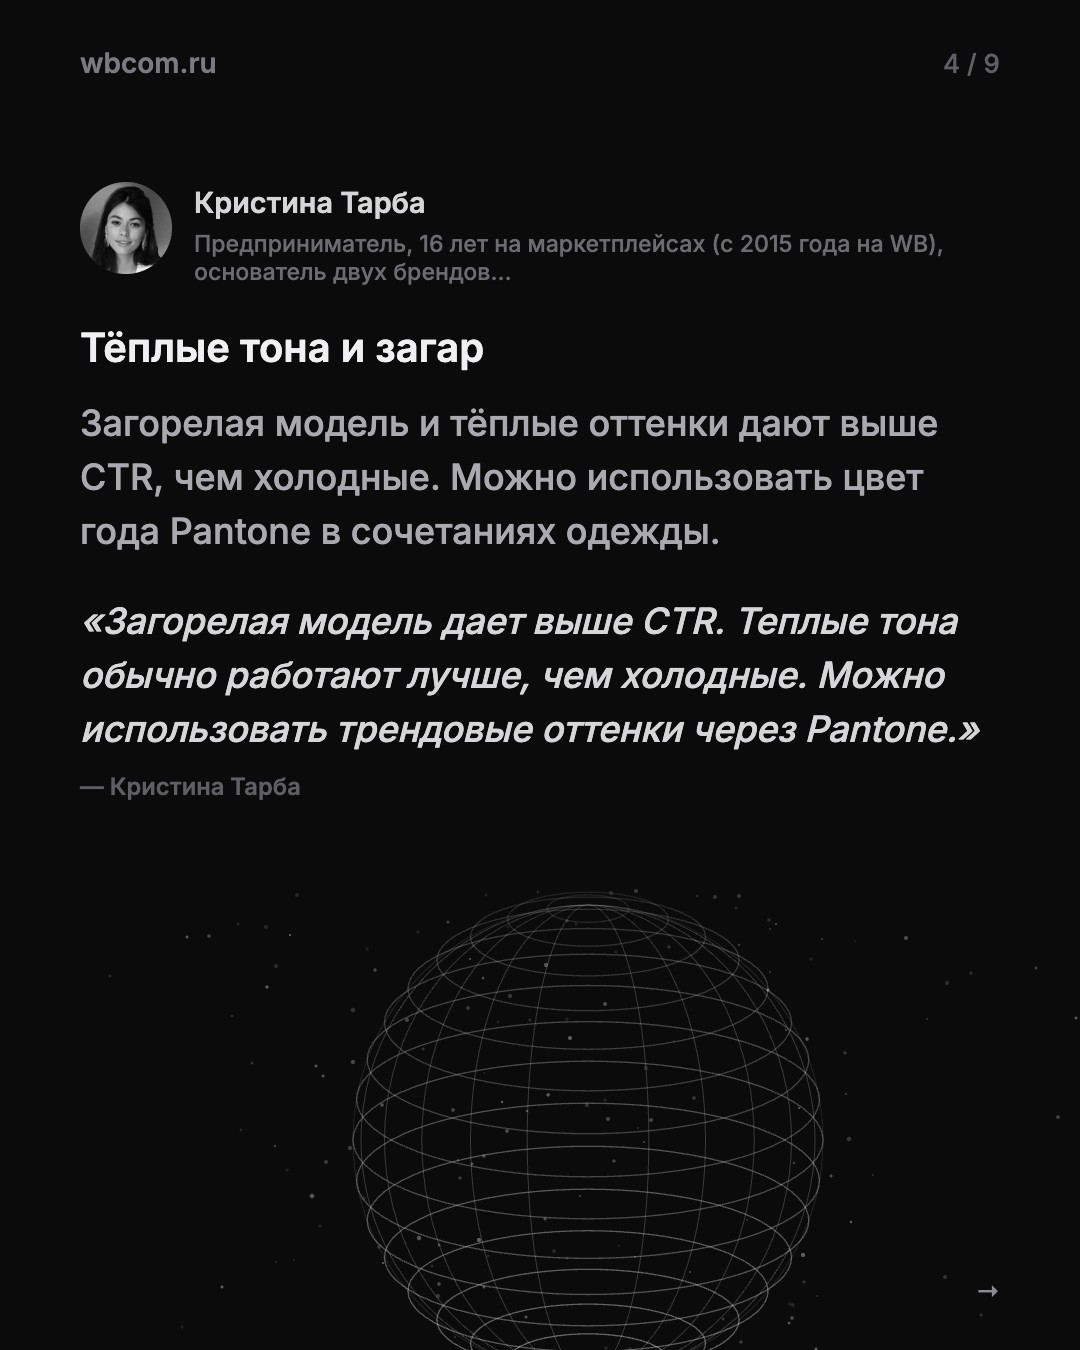 wbcom.ru
4 / 9
Кристина Тарба
Предприниматель, 16 лет на маркетплейсах (с 2015 года на WB),
основатель двух брендов...
Тёплые тона и загар
Загорелая модель и тёплые оттенки дают выше
CTR, чем холодные. Можно использовать цвет
года Pantone в сочетаниях одежды.
«Загорелая модель дает выше CTR. Теплые тона
обычно работают лучше, чем холодные. Можно
использовать трендовые оттенки через Pantone.»
— Кристина Тарба
→